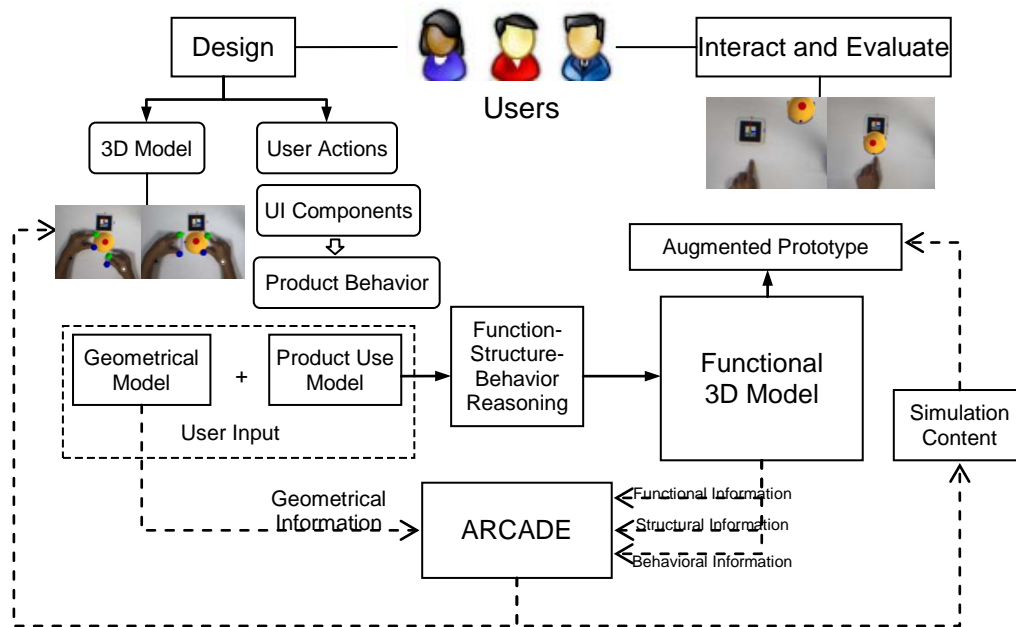 Design
Users
Interact and Evaluate
3D Model
User Actions
UI Components
Product Behavior
Augmented Prototype
Geometrical
Model
+
Product Use
Model
User Input
Function-
Structure-
Behavior
Reasoning
Functional
3D Model
Simulation
Content
Geometrical
Information
ARCADE
Functional Information
Structural Information
Behavioral Information